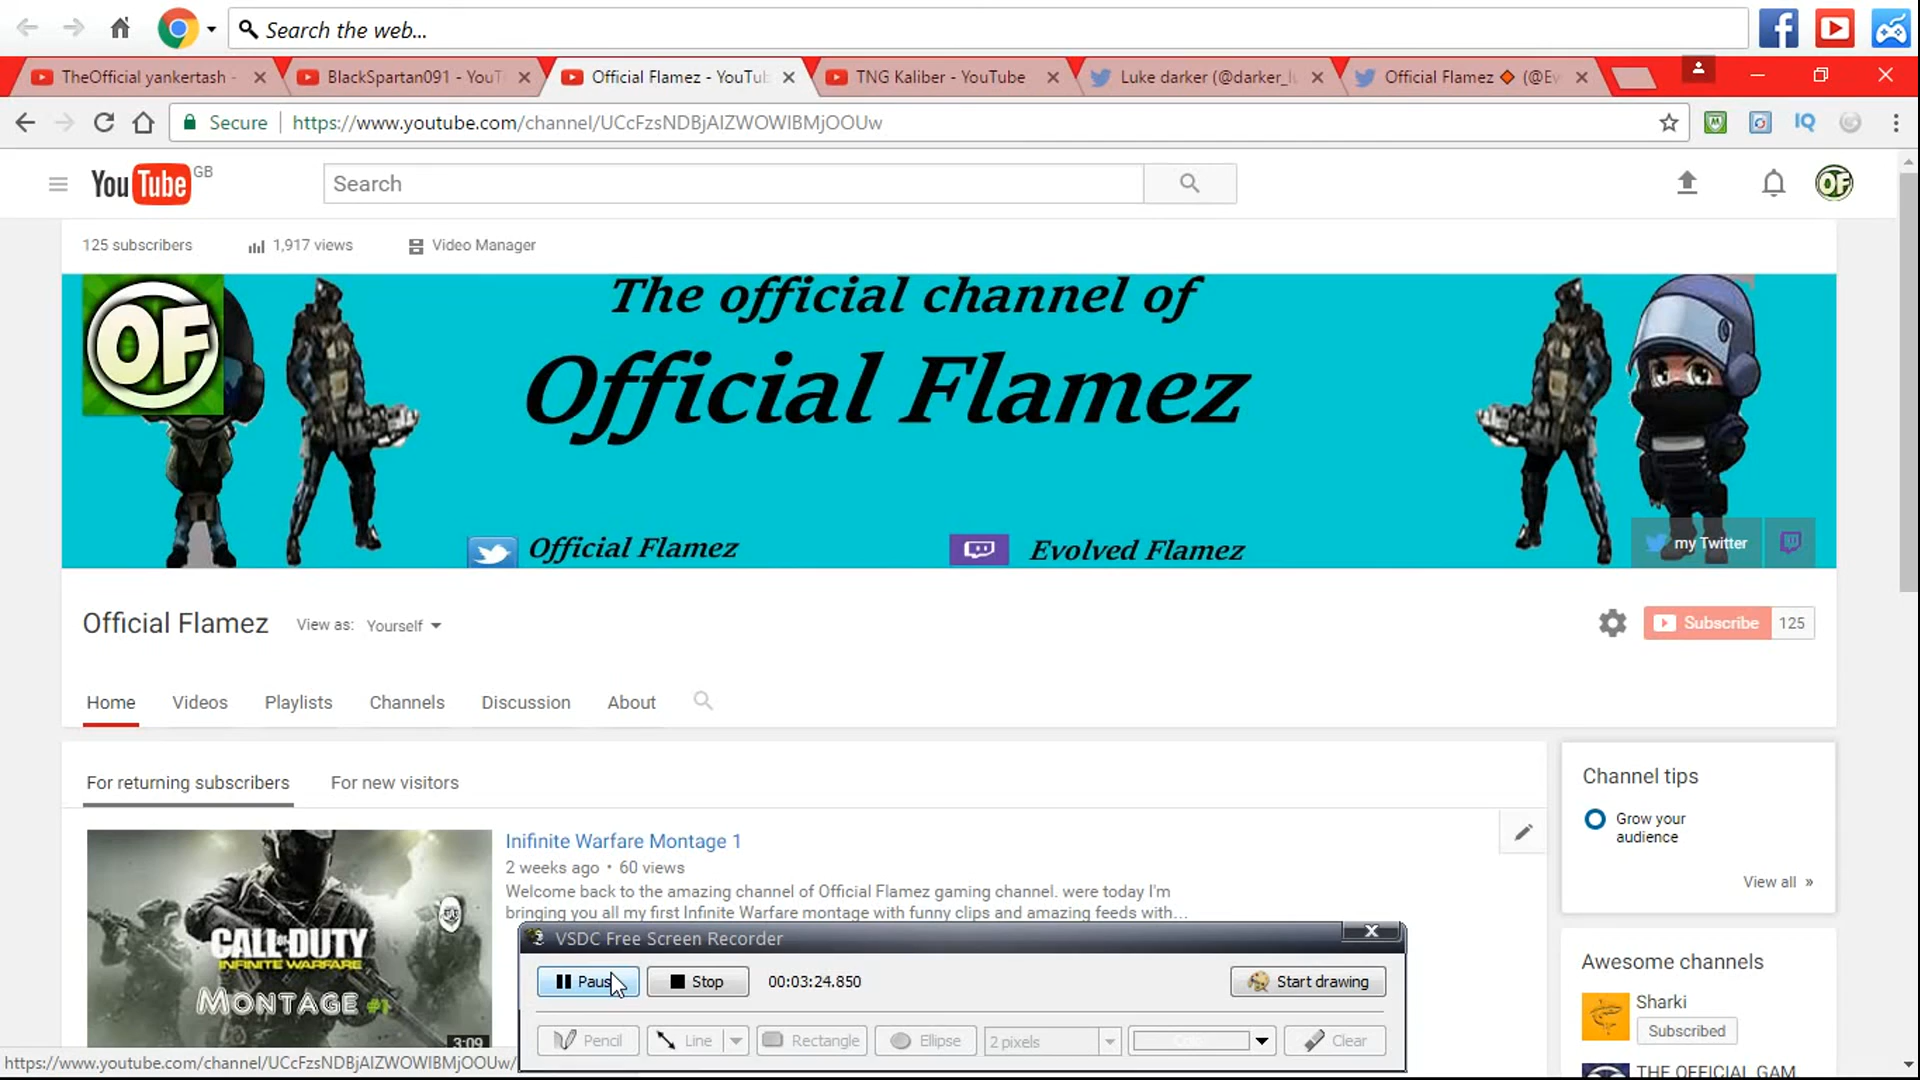 Search the web...
TheOfficial yankertash -
BlackSpartan091 - YouT
Official Flamez - YouTub
TNG Kaliber - YouTube
Luke darker (@darker_lu
Official Flamez 🔶 (@Ev
Secure
https://www.youtube.com/channel/UCcFzsNDBjAIZWOWIBMjOOUw
IQ
YouTube GB
Search
OF
125 subscribers
1,917 views
Video Manager
OF
The official channel of
Official Flamez
Official Flamez
Evolved Flamez
my Twitter
Official Flamez
View as: Yourself
Subscribe 125
Home
Videos
Playlists
Channels
Discussion
About
For returning subscribers
For new visitors
Channel tips
Grow your
audience
View all »
Inifinite Warfare Montage 1
2 weeks ago • 60 views
Welcome back to the amazing channel of Official Flamez gaming channel. were today I'm
bringing you all my first Infinite Warfare montage with funny clips and amazing feeds with...
CALL OF DUTY
INFINITE WARFARE
MONTAGE #1
3:09
VSDC Free Screen Recorder
Paus
Stop
00:03:24.850
Start drawing
Pencil
Line
Rectangle
Ellipse
2 pixels
Clear
Awesome channels
Sharki
Subscribed
THE OFFICIAL GAM
https://www.youtube.com/channel/UCcFzsNDBjAIZWOWIBMjOOUw/